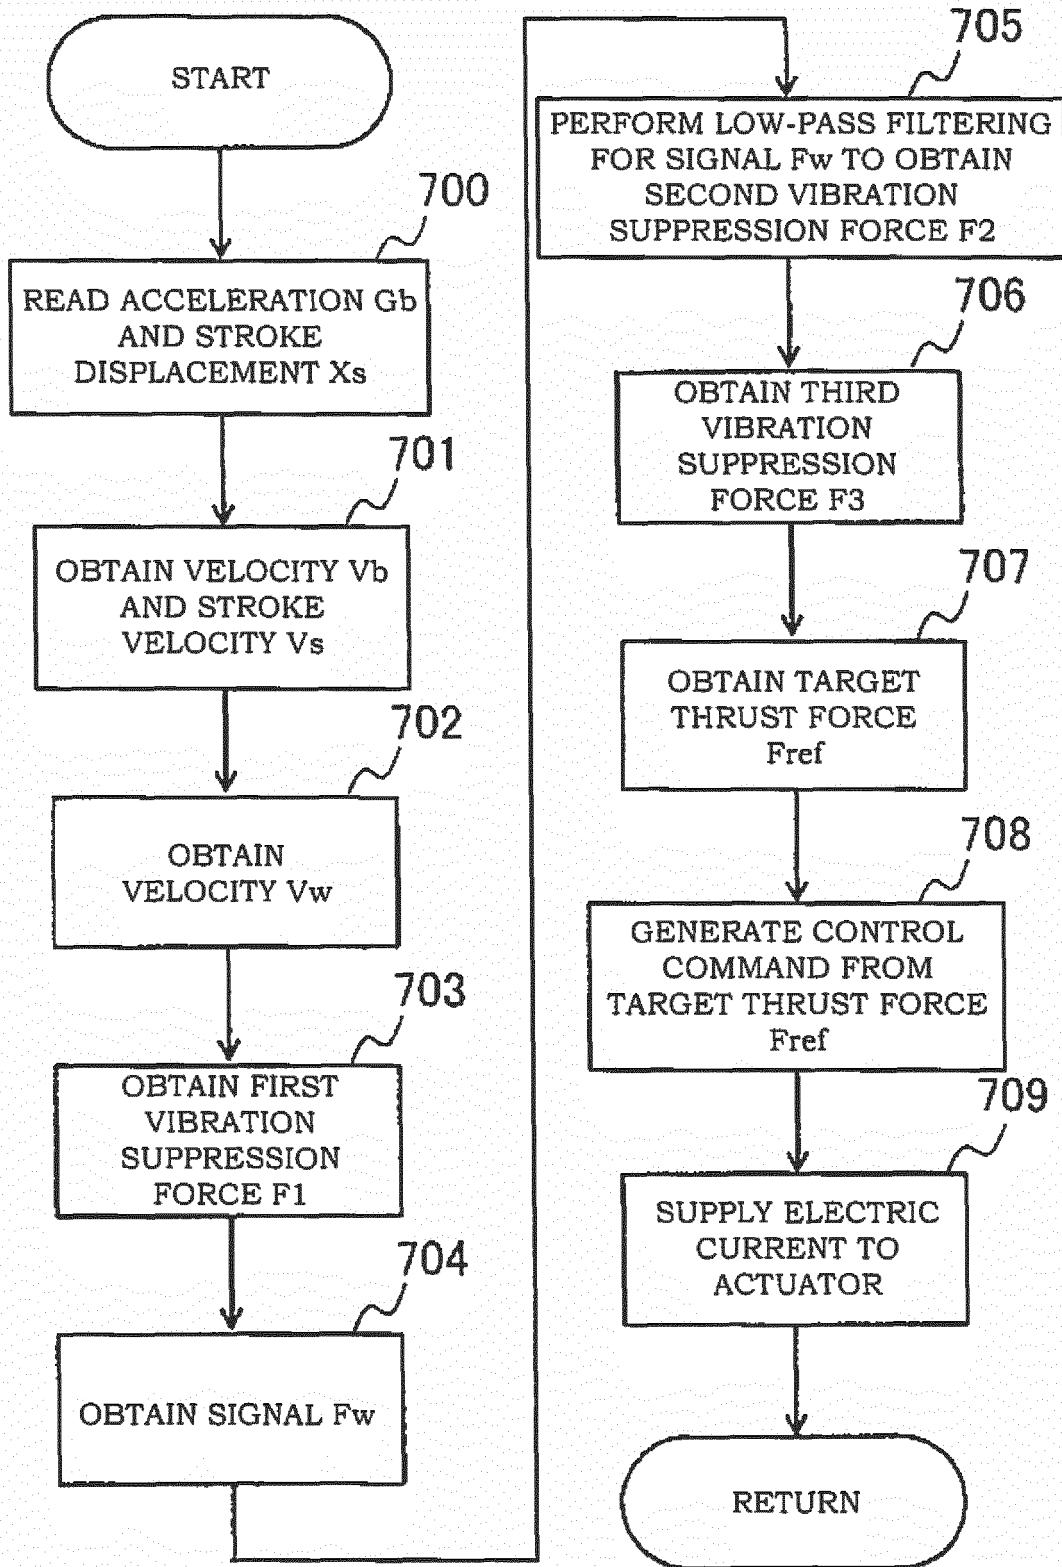 START
700
READ ACCELERATION Gb
AND STROKE
DISPLACEMENT Xs
701
OBTAIN VELOCITY Vb
AND STROKE
VELOCITY Vs
702
OBTAIN
VELOCITY Vw
703
OBTAIN FIRST
VIBRATION
SUPPRESSION
FORCE F1
704
OBTAIN SIGNAL Fw
705
PERFORM LOW-PASS FILTERING
FOR SIGNAL Fw TO OBTAIN
SECOND VIBRATION
SUPPRESSION FORCE F2
706
OBTAIN THIRD
VIBRATION
SUPPRESSION
FORCE F3
707
OBTAIN TARGET
THRUST FORCE
Fref
708
GENERATE CONTROL
COMMAND FROM
TARGET THRUST FORCE
Fref
709
SUPPLY ELECTRIC
CURRENT TO
ACTUATOR
RETURN